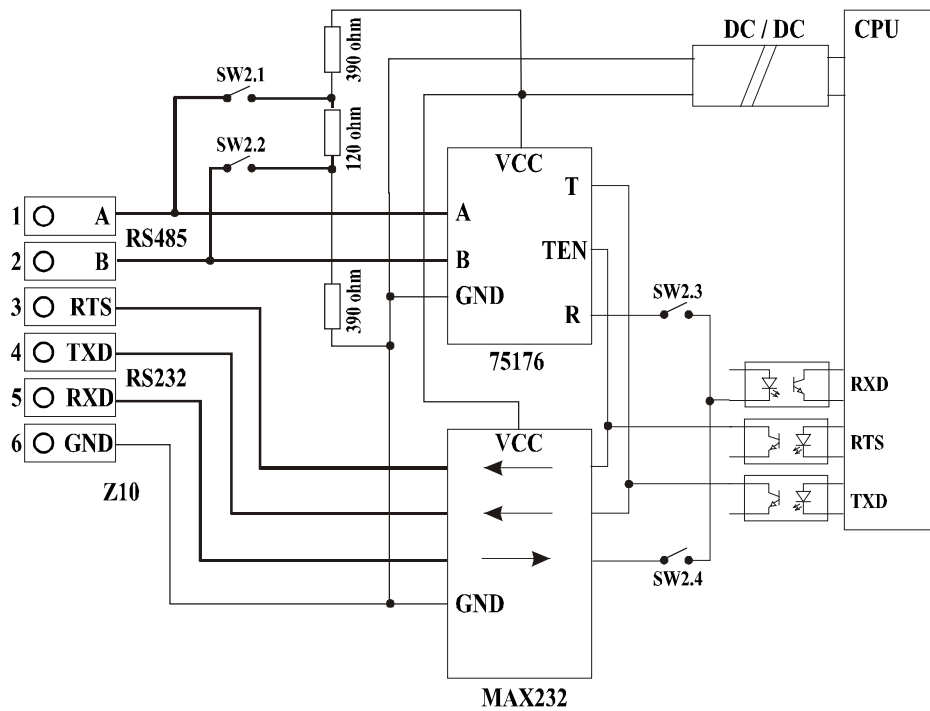 DC / DC
CPU
390 ohm
SW2.1
120 ohm
SW2.2
VCC
T
1
A
RS485
A
TEN
2
B
B
3
RTS
390 ohm
GND
R
SW2.3
4
TXD
75176
RS232
RXD
5
RXD
6
GND
VCC
RTS
Z10
TXD
SW2.4
GND
MAX232